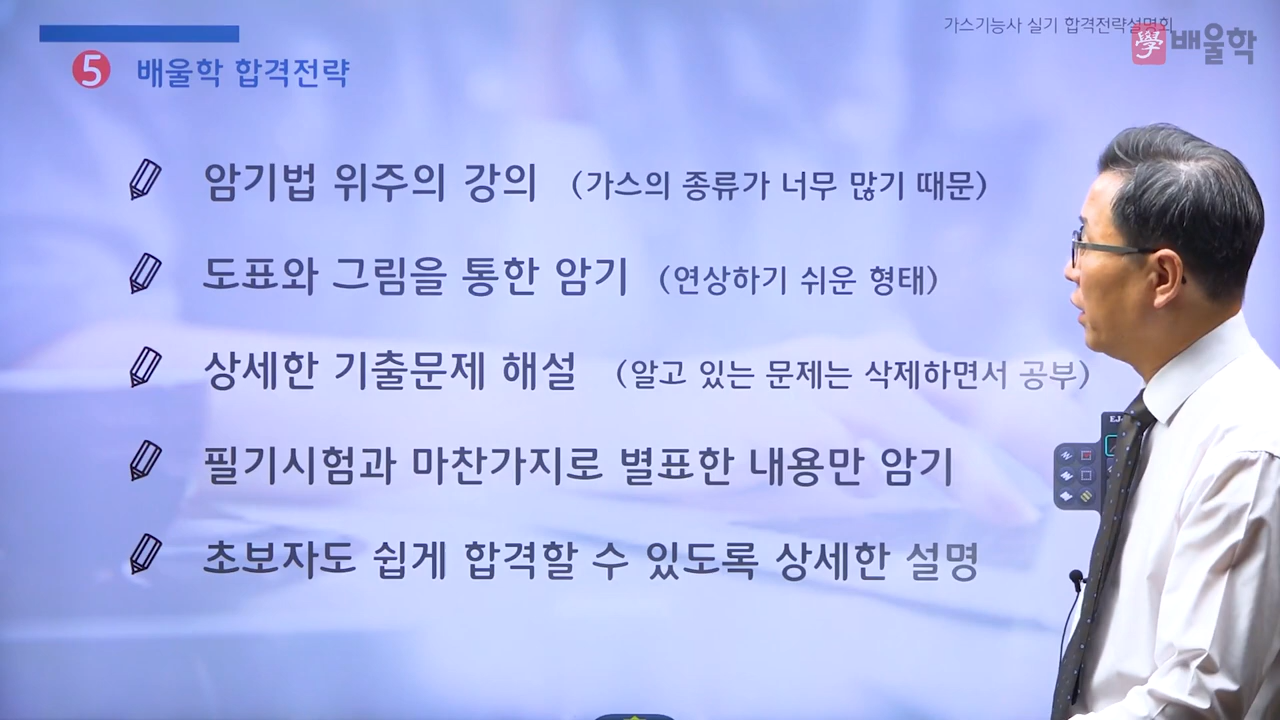 가스기능사 실기 합격전략설명회
學 배울학
5 배울학 합격전략
암기법 위주의 강의 (가스의 종류가 너무 많기 때문)
도표와 그림을 통한 암기 (연상하기 쉬운 형태)
상세한 기출문제 해설 (알고 있는 문제는 삭제하면서 공부)
필기시험과 마찬가지로 별표한 내용만 암기
초보자도 쉽게 합격할 수 있도록 상세한 설명